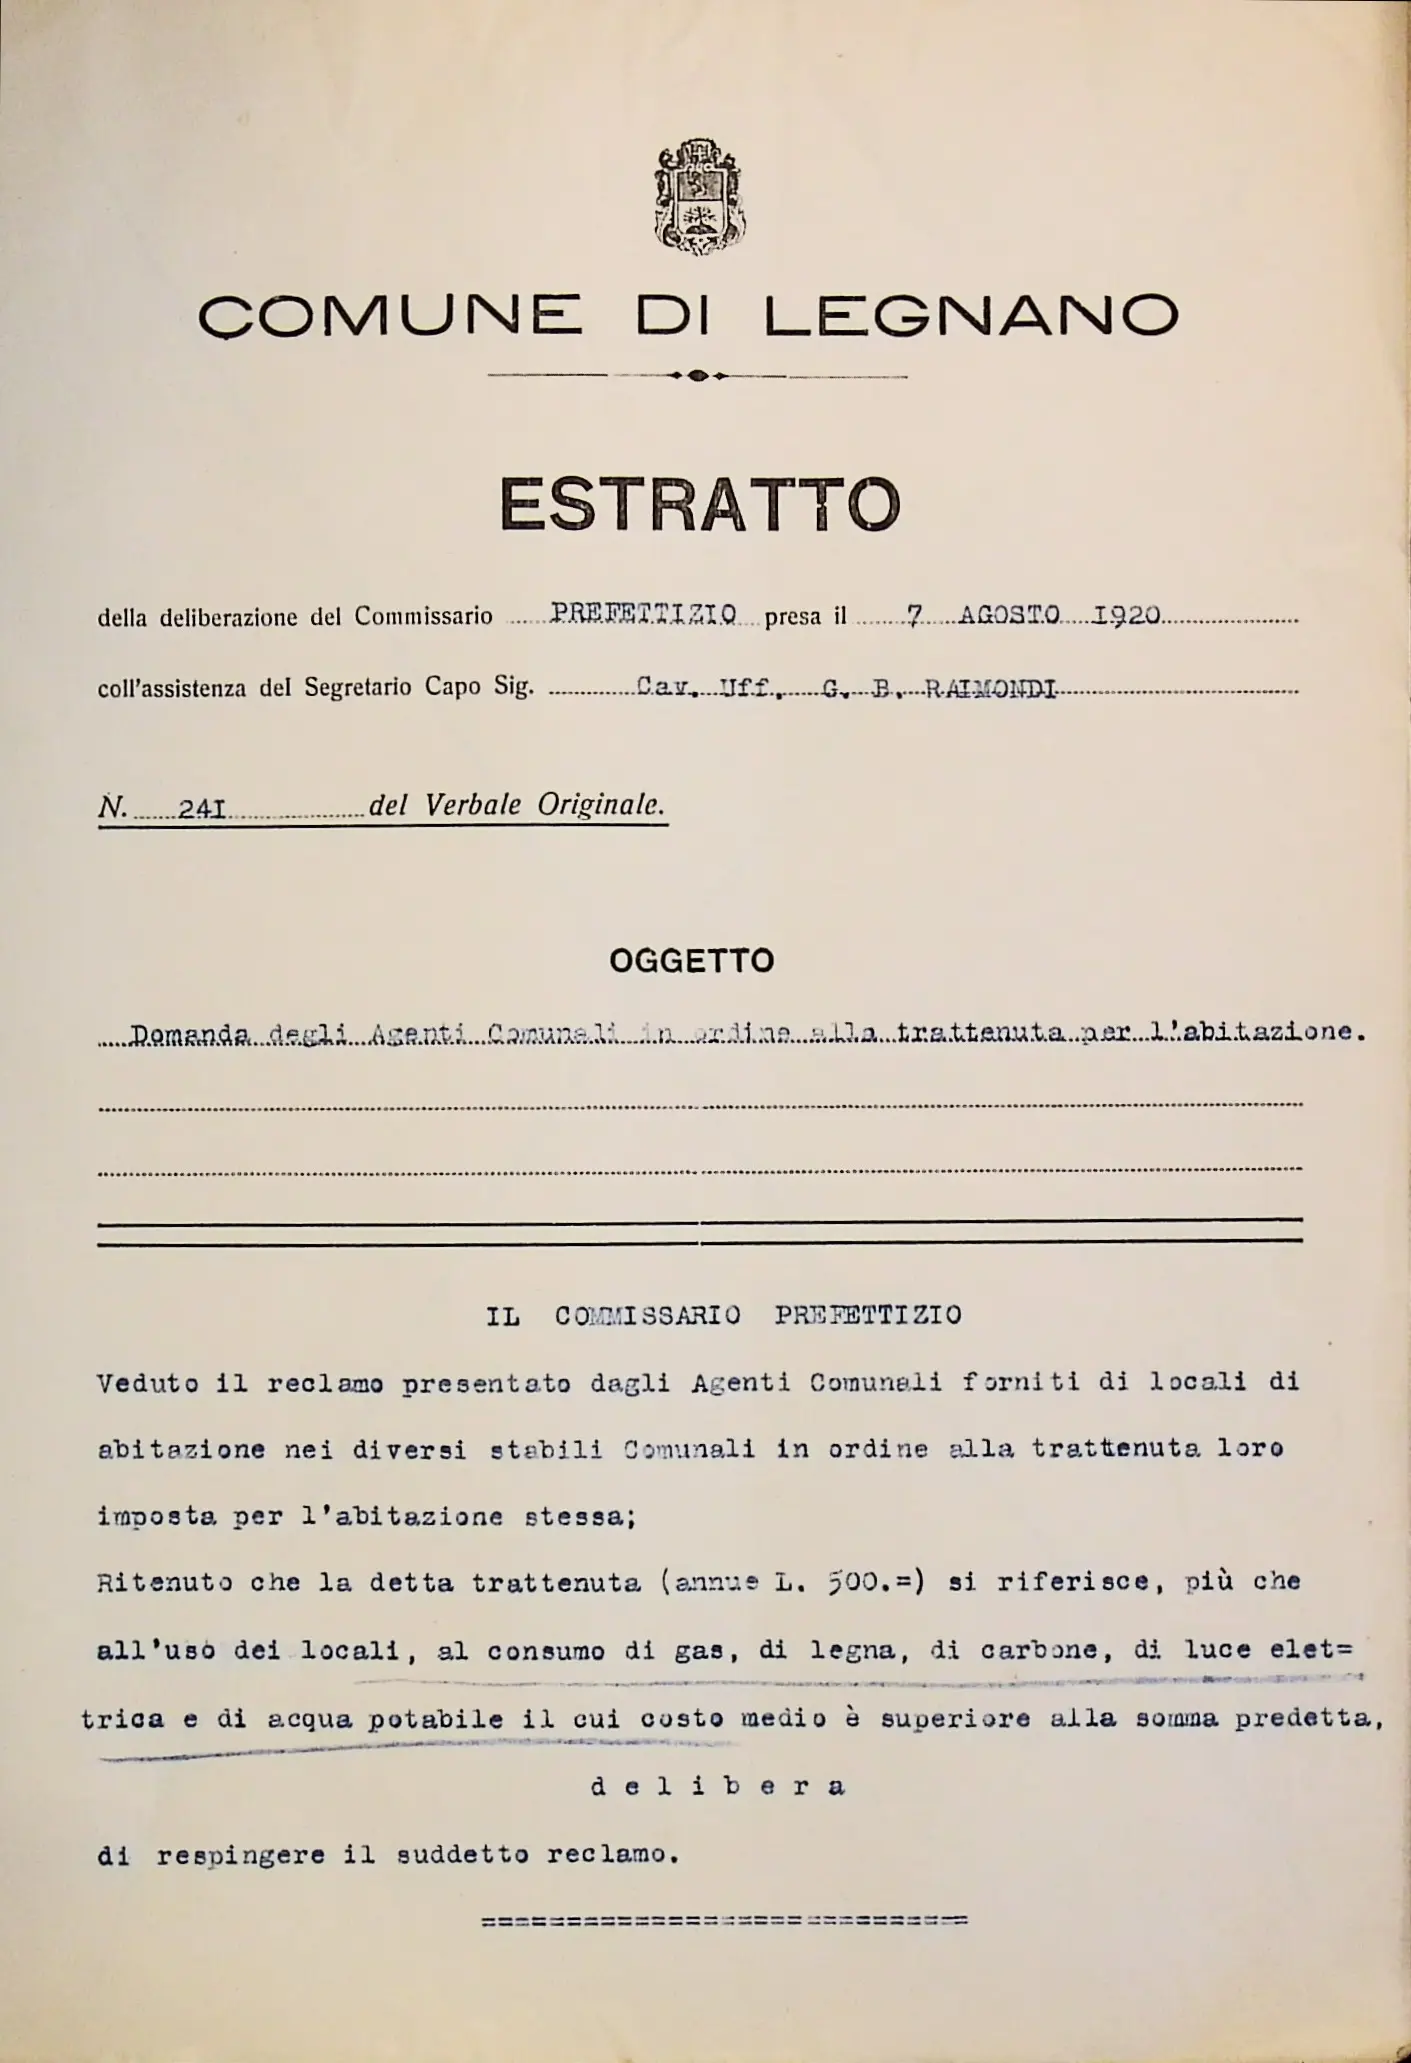 COMUNE DI LEGNANO
ESTRATTO
della deliberazione del Commissario PREFETTIZIO presa il 7 AGOSTO 1920
coll'assistenza del Segretario Capo Sig. Cav. Uff. G. B. RAIMONDI
N. 241 del Verbale Originale.
OGGETTO
Domanda degli Agenti Comunali in ordine alla trattenuta per l'abitazione.
IL COMMISSARIO PREFETTIZIO
Veduto il reclamo presentato dagli Agenti Comunali forniti di locali di
abitazione nei diversi stabili Comunali in ordine alla trattenuta loro
imposta per l'abitazione stessa;
Ritenuto che la detta trattenuta (annue L. 500.=) si riferisce, più che
all'uso dei locali, al consumo di gas, di legna, di carbone, di luce elet=
trica e di acqua potabile il cui costo medio è superiore alla somma predetta,
delibera
di respingere il suddetto reclamo.
=============================